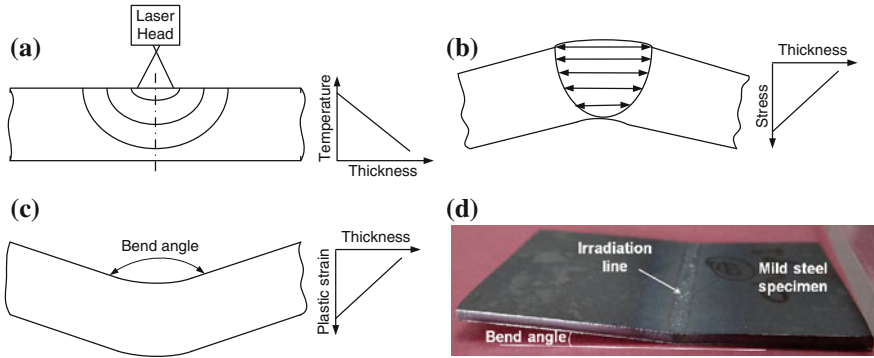 (a)
Laser
Head
Temperature
Thickness
(b)
Thickness
Stress
(c)
Bend angle
Thickness
Plastic strain
(d)
Irradiation
line
Mild steel
specimen
Bend angle